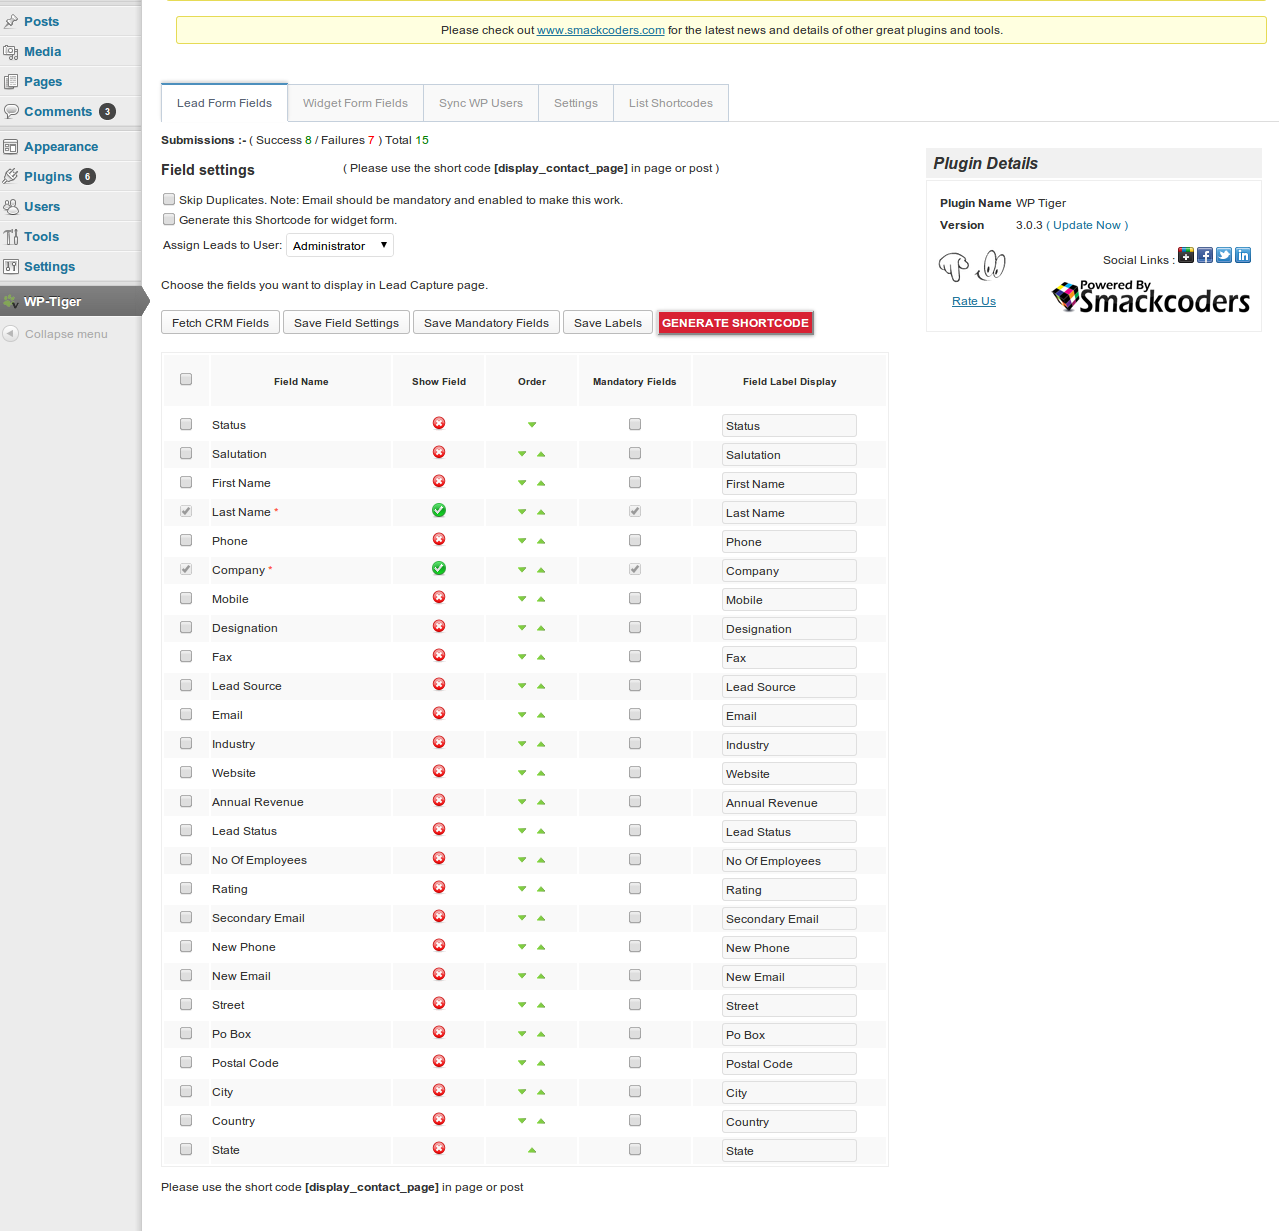 Please check out www.smackcoders.com for the latest news and details of other great plugins and tools.
Posts
Media
Pages
Comments 3
Appearance
Plugins 6
Users
Tools
Settings
WP-Tiger
Collapse menu
Lead Form Fields Widget Form Fields Sync WP Users Settings List Shortcodes
Submissions :- ( Success 8 / Failures 7 ) Total 15
Field settings ( Please use the short code [display_contact_page] in page or post )
Skip Duplicates. Note: Email should be mandatory and enabled to make this work.
Generate this Shortcode for widget form.
Assign Leads to User: Administrator
Choose the fields you want to display in Lead Capture page.
Fetch CRM Fields Save Field Settings Save Mandatory Fields Save Labels GENERATE SHORTCODE
Field Name Show Field Order Mandatory Fields Field Label Display
Status Status
Salutation Salutation
First Name First Name
Last Name * Last Name
Phone Phone
Company * Company
Mobile Mobile
Designation Designation
Fax Fax
Lead Source Lead Source
Email Email
Industry Industry
Website Website
Annual Revenue Annual Revenue
Lead Status Lead Status
No Of Employees No Of Employees
Rating Rating
Secondary Email Secondary Email
New Phone New Phone
New Email New Email
Street Street
Po Box Po Box
Postal Code Postal Code
City City
Country Country
State State
Please use the short code [display_contact_page] in page or post
Plugin Details
Plugin Name WP Tiger
Version 3.0.3 ( Update Now )
Social Links :
Rate Us
Powered By
Smackcoders